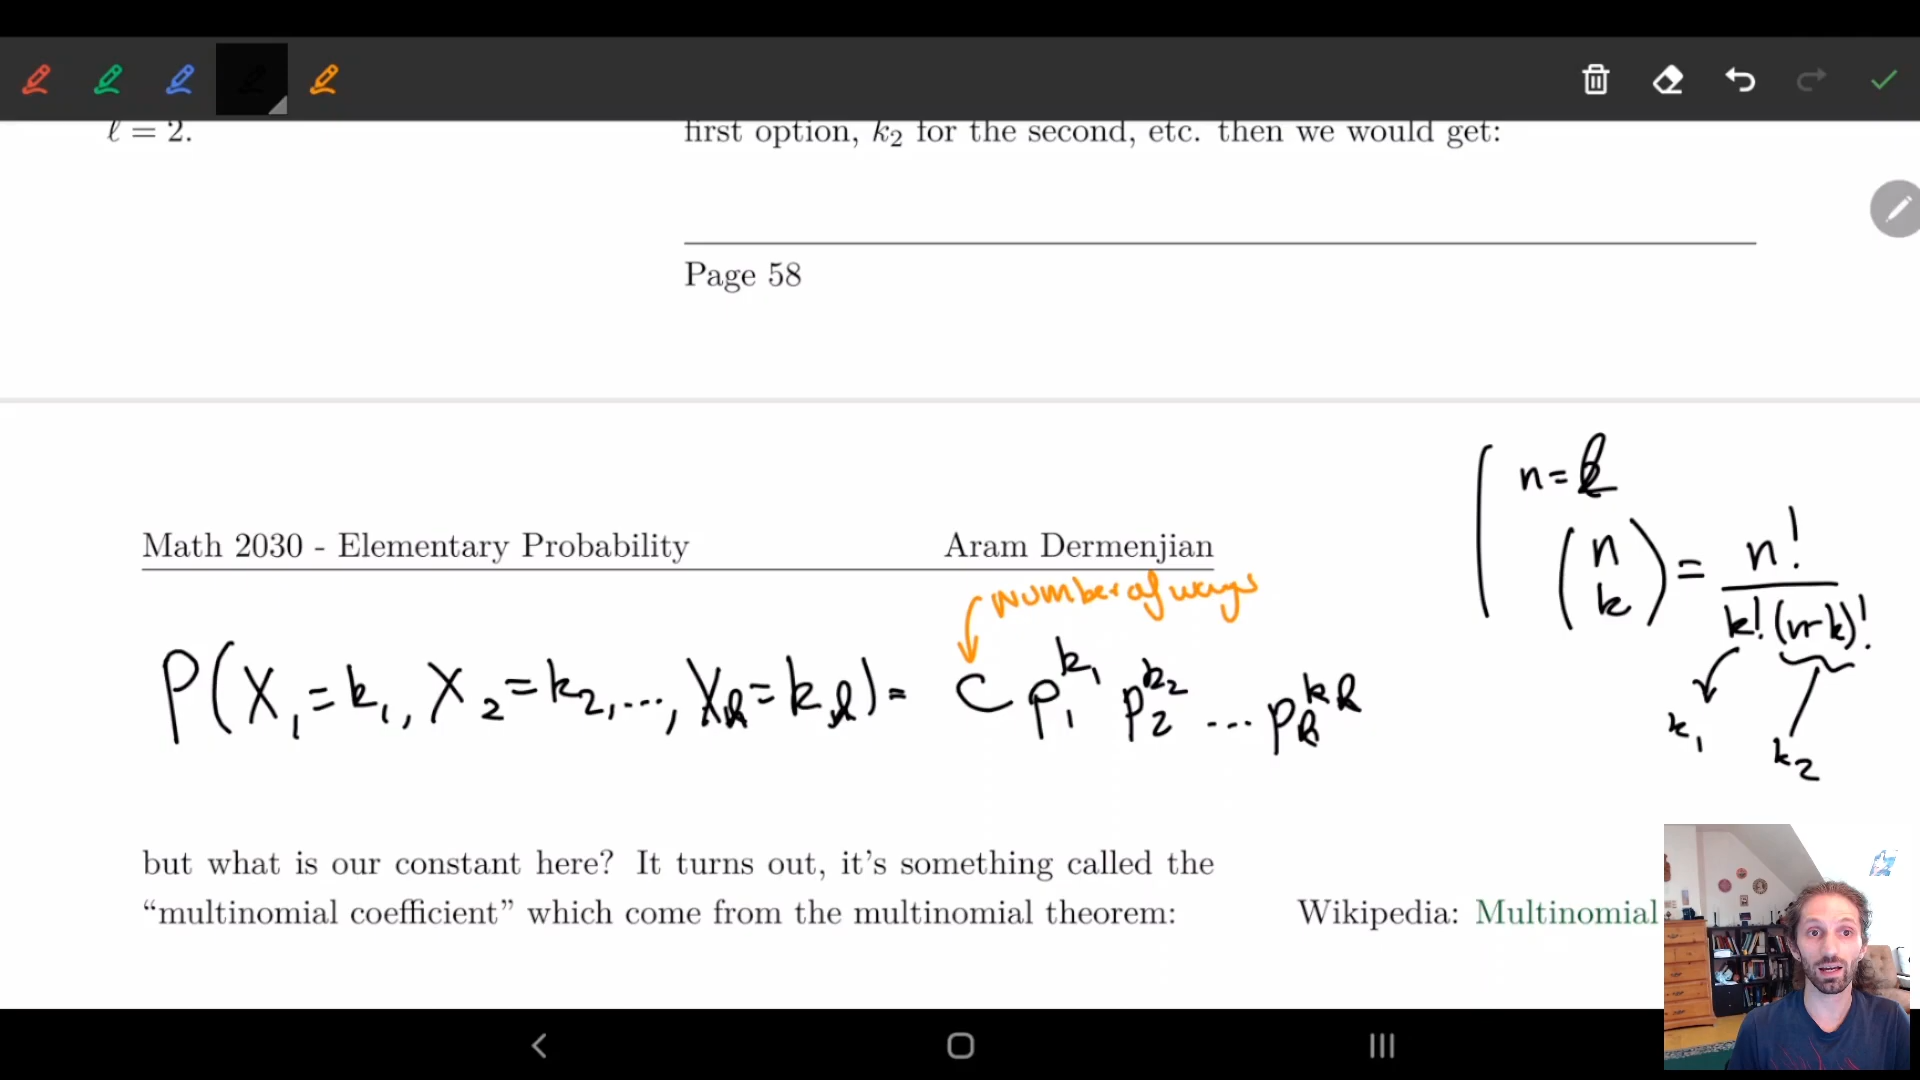 ℓ = 2.
first option, k₂ for the second, etc. then we would get:
Page 58
Math 2030 - Elementary Probability
Aram Dermenjian
Number of ways
P(X₁=k₁, X₂=k₂, ..., Xℓ=kℓ) = C p₁^k₁ p₂^k₂ ... pℓ^kℓ
n=
(n k) = n! / k!(n-k)!
k₁
k₂
but what is our constant here? It turns out, it's something called the
“multinomial coefficient” which come from the multinomial theorem:
Wikipedia: Multinomial